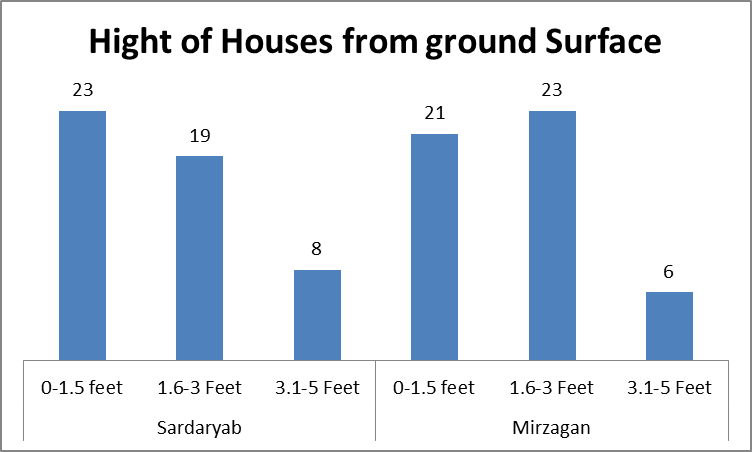 Hight of Houses from ground Surface
23
19
8
21
23
6
0-1.5 feet
1.6-3 Feet
3.1-5 Feet
0-1.5 feet
1.6-3 Feet
3.1-5 Feet
Sardaryab
Mirzagan